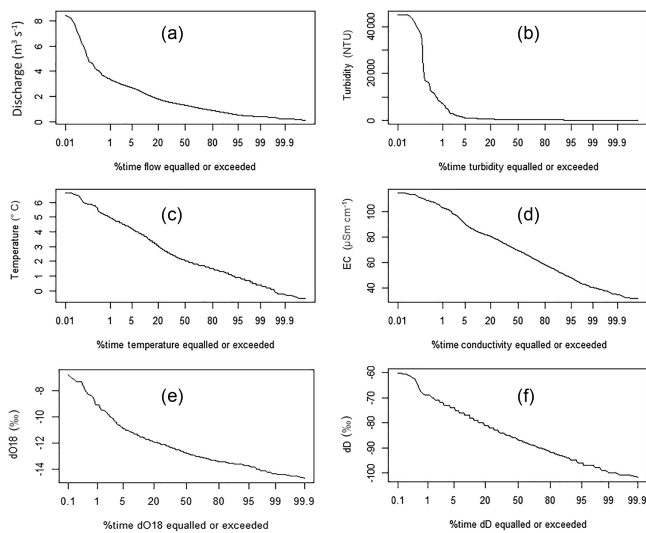 (a)
Discharge (m³ s⁻¹)
8
6
4
2
0
0.01 1 5 20 50 80 95 99 99.9
%time flow equalled or exceeded
(b)
Turbidity (NTU)
40000
20000
0
0.01 1 5 20 50 80 95 99 99.9
%time turbidity equalled or exceeded
(c)
Temperature (° C)
6
5
4
3
2
1
0
0.01 1 5 20 50 80 95 99 99.9
%time temperature equalled or exceeded
(d)
EC (µSm cm⁻¹)
100
80
60
40
0.01 1 5 20 50 80 95 99 99.9
%time conductivity equalled or exceeded
(e)
dO18 (‰)
-8
-10
-12
-14
0.1 1 5 20 50 80 95 99 99.9
%time dO18 equalled or exceeded
(f)
dD (‰)
-60
-70
-80
-90
-100
0.1 1 5 20 50 80 95 99 99.9
%time dD equalled or exceeded